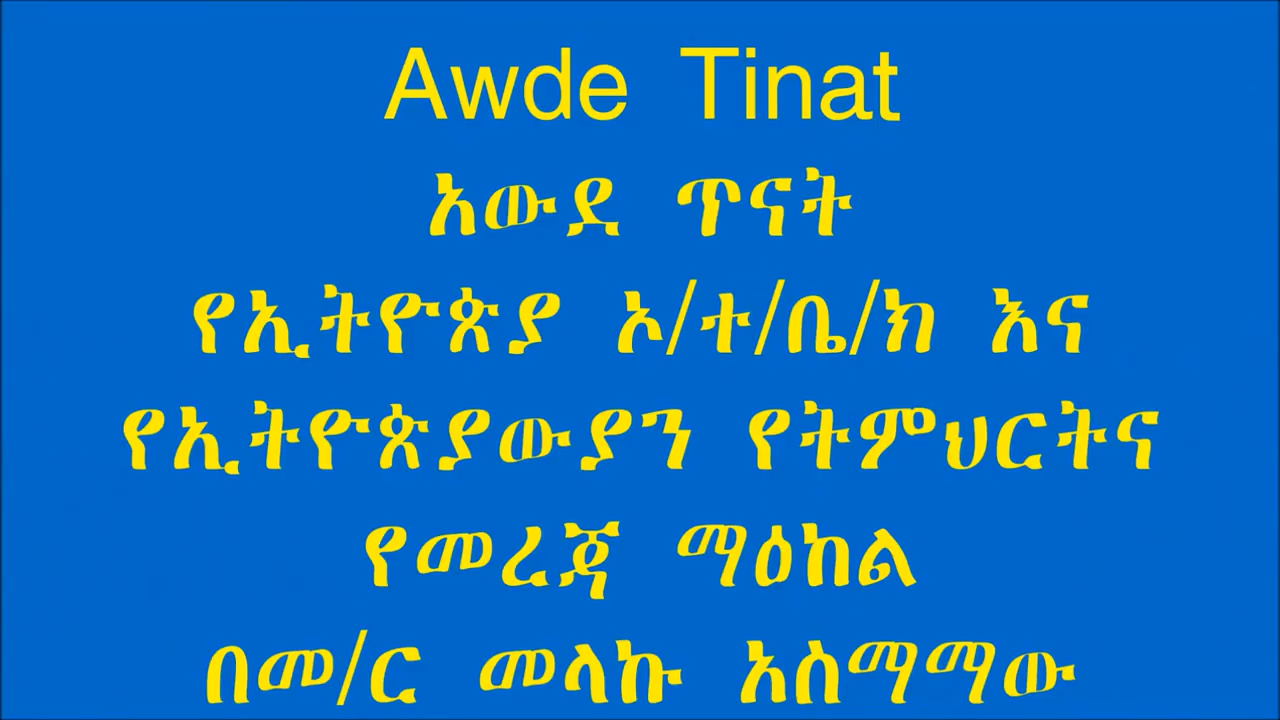 Awde Tinat
አውደ ጥናት
የኢትዮጵያ ኦ/ተ/ቤ/ክ እና
የኢትዮጵያውያን የትምህርትና
የመረጃ ማዕከል
በመ/ር መላኩ አስማማው